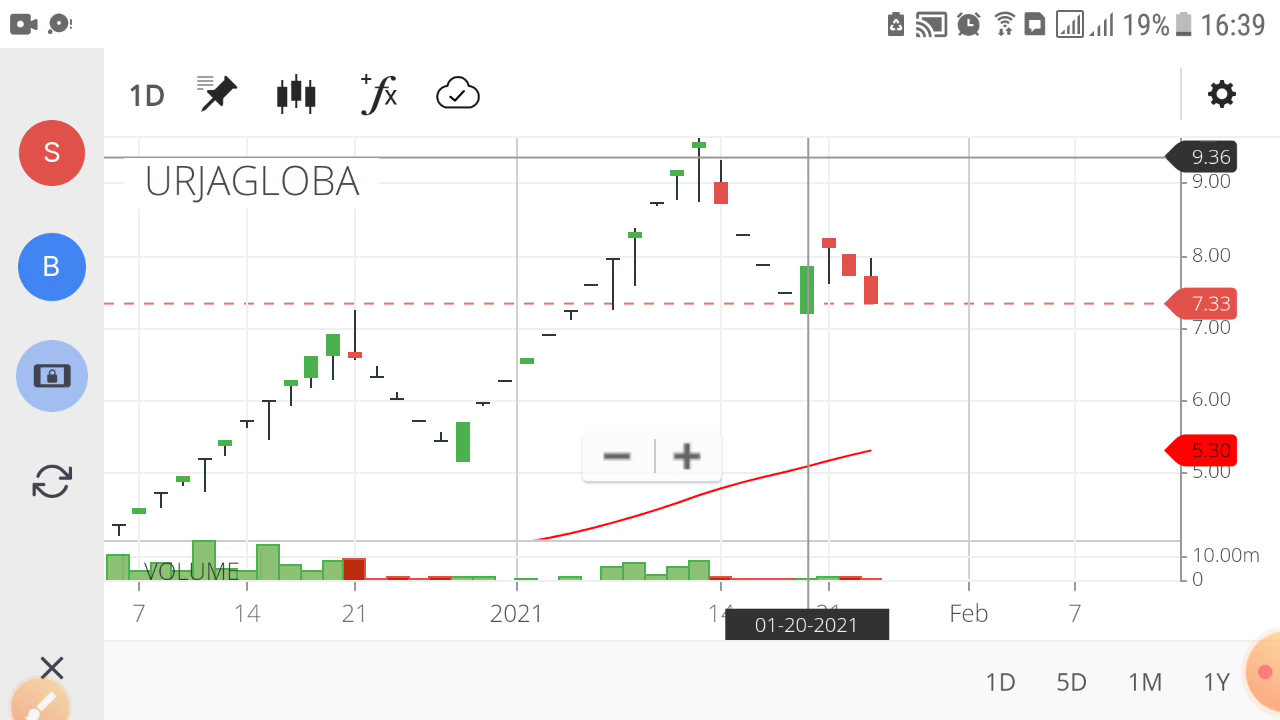 19% 16:39
1D +fx
S
URJAGLOBA
9.36
9.00
B
8.00
7.33
7.00
6.00
5.30
5.00
VOLUME
10.00m
0
7 14 21 2021 14 21 Feb 7
01-20-2021
1D 5D 1M 1Y